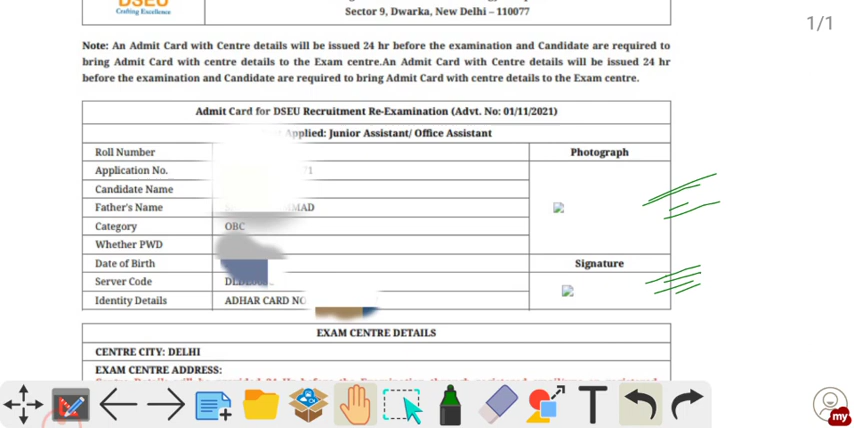 DSEU
Crafting Excellence
Sector 9, Dwarka, New Delhi – 110077
1/1
Note: An Admit Card with Centre details will be issued 24 hr before the examination and Candidate are required to
bring Admit Card with centre details to the Exam centre.An Admit Card with Centre details will be issued 24 hr
before the examination and Candidate are required to bring Admit Card with centre details to the Exam centre.
Admit Card for DSEU Recruitment Re-Examination (Advt. No: 01/11/2021)
Applied: Junior Assistant/ Office Assistant
Roll Number
Photograph
Application No.
Candidate Name
Father's Name
Category OBC
Whether PWD
Date of Birth
Signature
Server Code
Identity Details ADHAR CARD NO
EXAM CENTRE DETAILS
CENTRE CITY: DELHI
EXAM CENTRE ADDRESS:
T
my